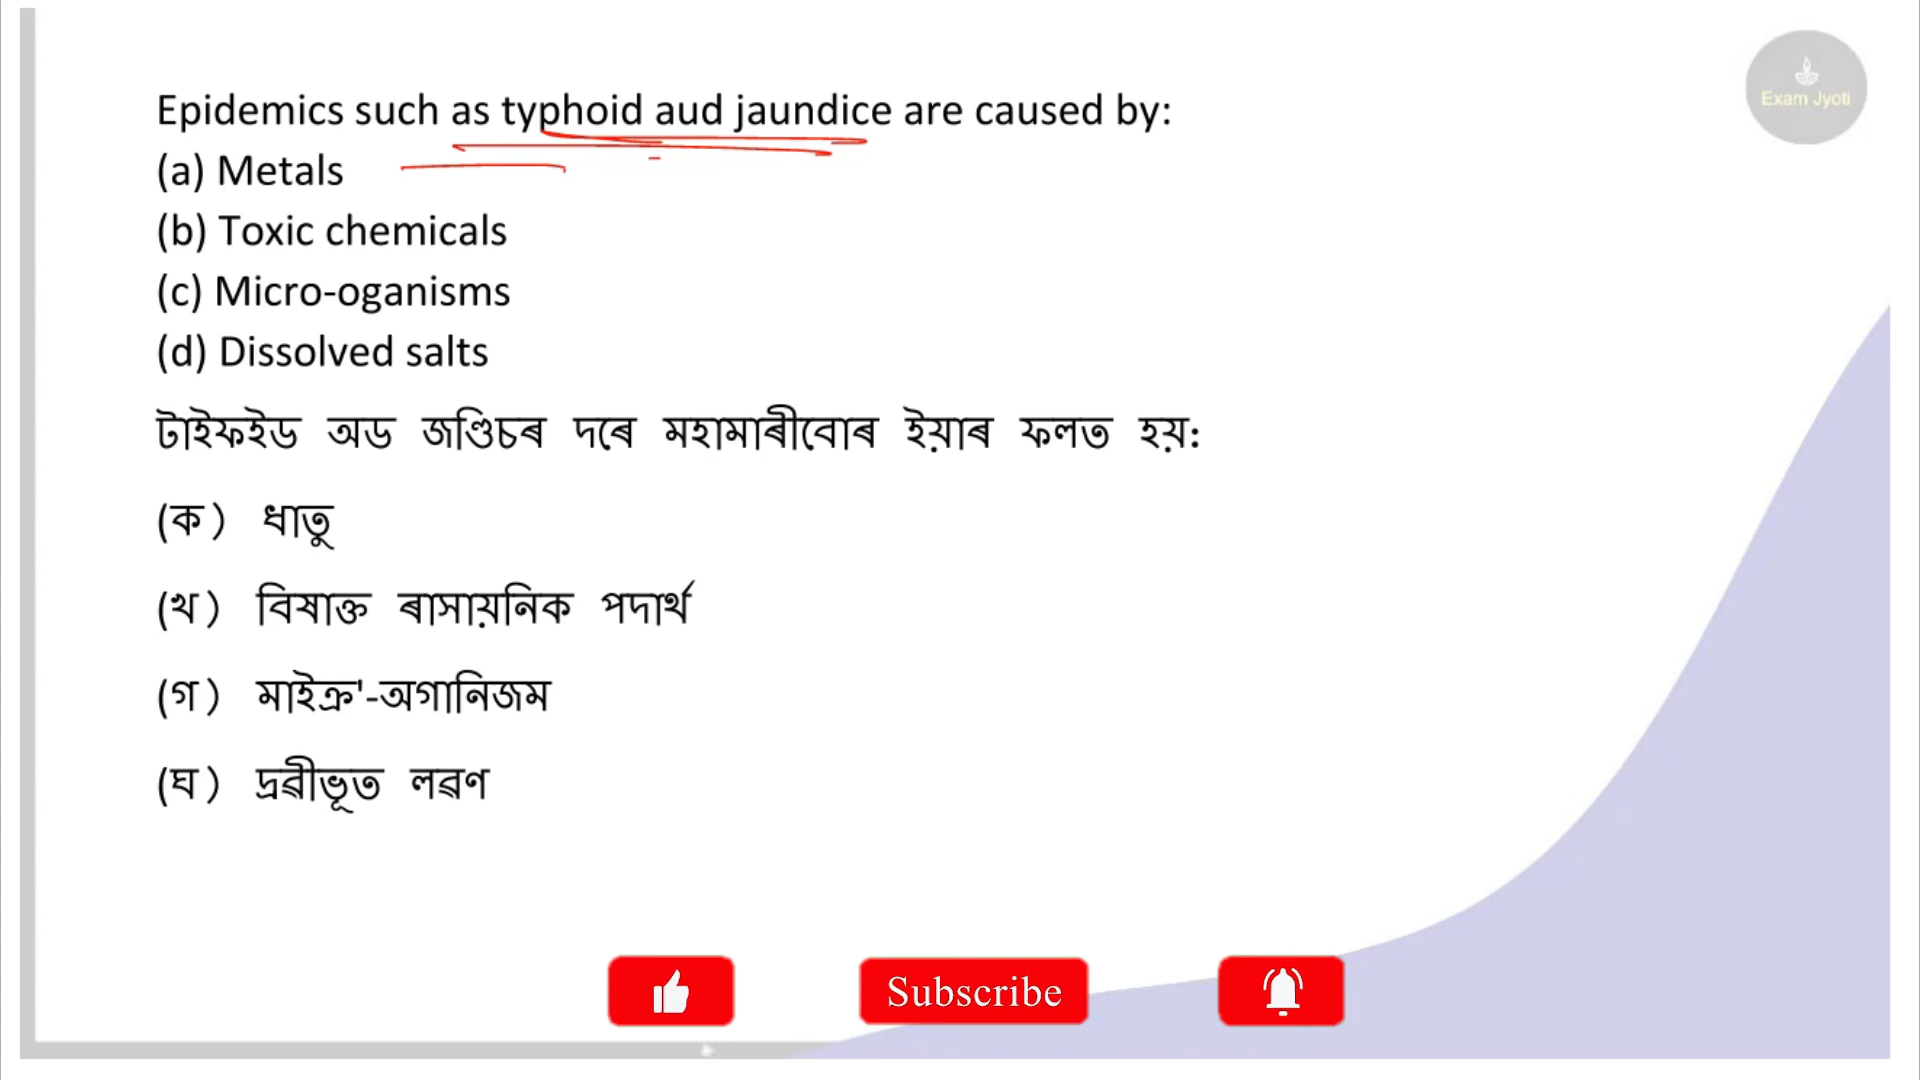 Exam Jyoti
Epidemics such as typhoid aud jaundice are caused by:
(a) Metals
(b) Toxic chemicals
(c) Micro-oganisms
(d) Dissolved salts
টাইফইড অড জণ্ডিচৰ দৰে মহামাৰীবোৰ ইয়াৰ ফলত হয়:
(ক) ধাতু
(খ) বিষাক্ত ৰাসায়নিক পদাৰ্থ
(গ) মাইক্ৰ'-অগানিজম
(ঘ) দ্ৰৱীভূত লৱণ
Subscribe